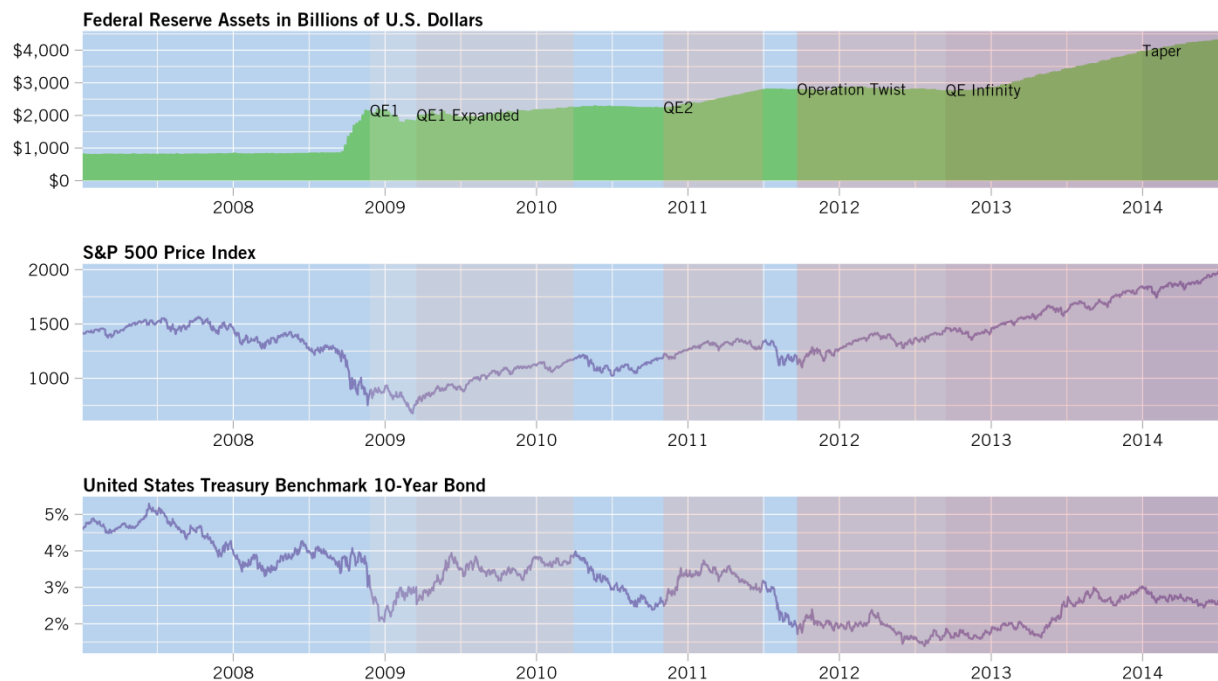 Federal Reserve Assets in Billions of U.S. Dollars
$4,000
$3,000
$2,000
$1,000
$0
QE1
QE1 Expanded
QE2
Operation Twist
QE Infinity
Taper
2008 2009 2010 2011 2012 2013 2014
S&P 500 Price Index
2000
1500
1000
2008 2009 2010 2011 2012 2013 2014
United States Treasury Benchmark 10-Year Bond
5%
4%
3%
2%
2008 2009 2010 2011 2012 2013 2014